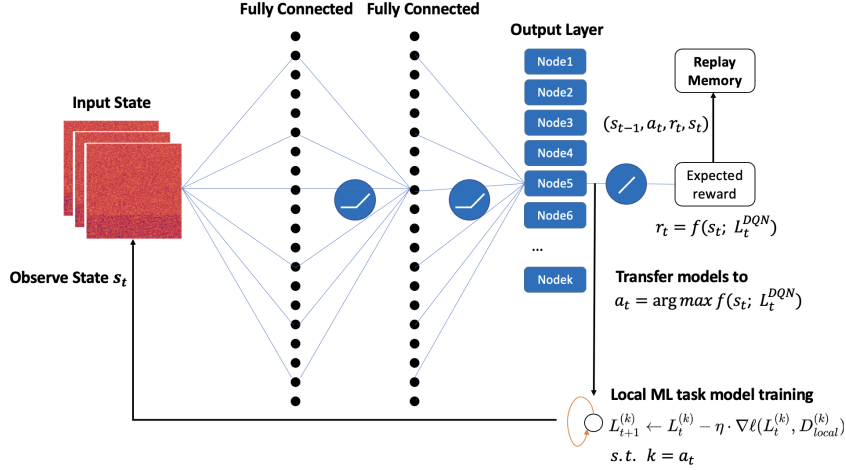 Fully Connected
Fully Connected
Output Layer
Node1
Node2
Node3
Node4
Node5
Node6
...
Nodek
Input State
Observe State s_t
Replay
Memory
(s_{t-1}, a_t, r_t, s_t)
Expected
reward
r_t = f(s_t; L_t^{DQN})
Transfer models to
a_t = arg max f(s_t; L_t^{DQN})
Local ML task model training
L_{t+1}^{(k)} ← L_t^{(k)} − η · ∇ℓ(L_t^{(k)}, D_{local}^{(k)})
s.t. k = a_t